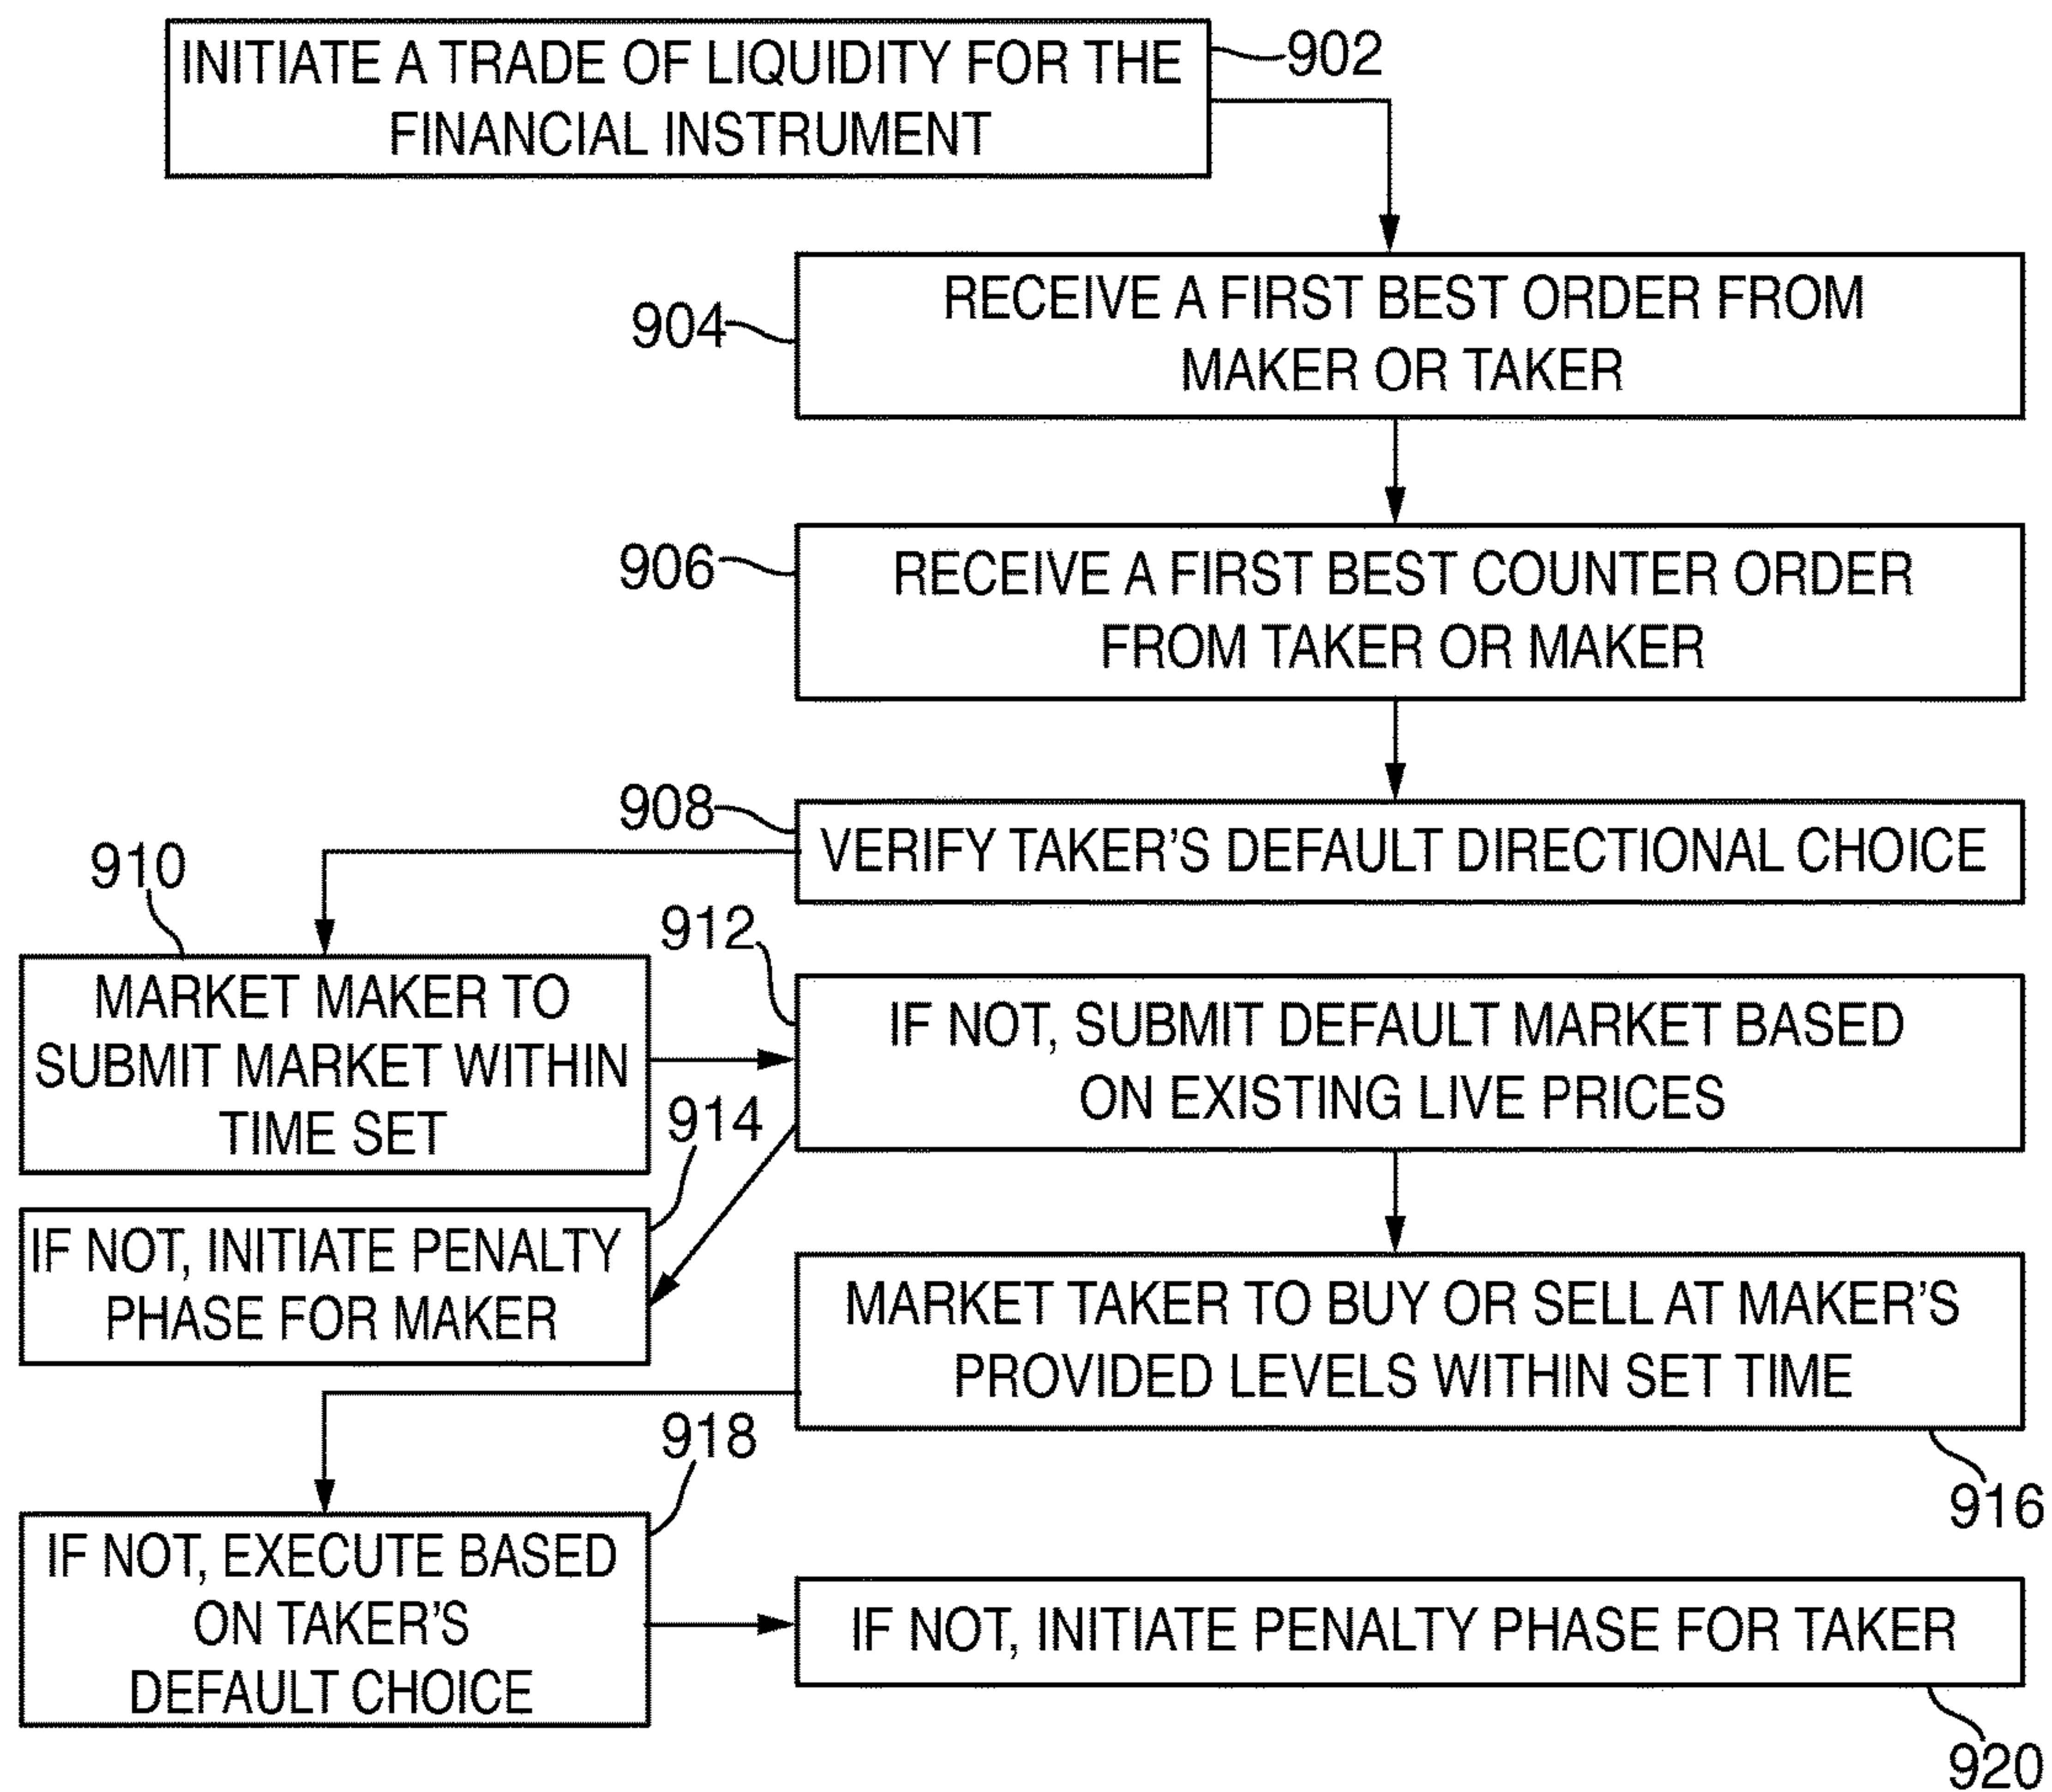 INITIATE A TRADE OF LIQUIDITY FOR THE
FINANCIAL INSTRUMENT
902
904
RECEIVE A FIRST BEST ORDER FROM
MAKER OR TAKER
906
RECEIVE A FIRST BEST COUNTER ORDER
FROM TAKER OR MAKER
908
VERIFY TAKER'S DEFAULT DIRECTIONAL CHOICE
910
MARKET MAKER TO
SUBMIT MARKET WITHIN
TIME SET
912
IF NOT, SUBMIT DEFAULT MARKET BASED
ON EXISTING LIVE PRICES
914
IF NOT, INITIATE PENALTY
PHASE FOR MAKER
MARKET TAKER TO BUY OR SELL AT MAKER'S
PROVIDED LEVELS WITHIN SET TIME
916
918
IF NOT, EXECUTE BASED
ON TAKER'S
DEFAULT CHOICE
IF NOT, INITIATE PENALTY PHASE FOR TAKER
920